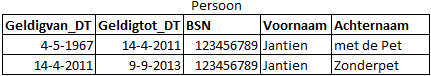 Persoon
Geldigvan_DT Geldigtot_DT BSN Voornaam Achternaam
4-5-1967 14-4-2011 123456789 Jantien met de Pet
14-4-2011 9-9-2013 123456789 Jantien Zonderpet